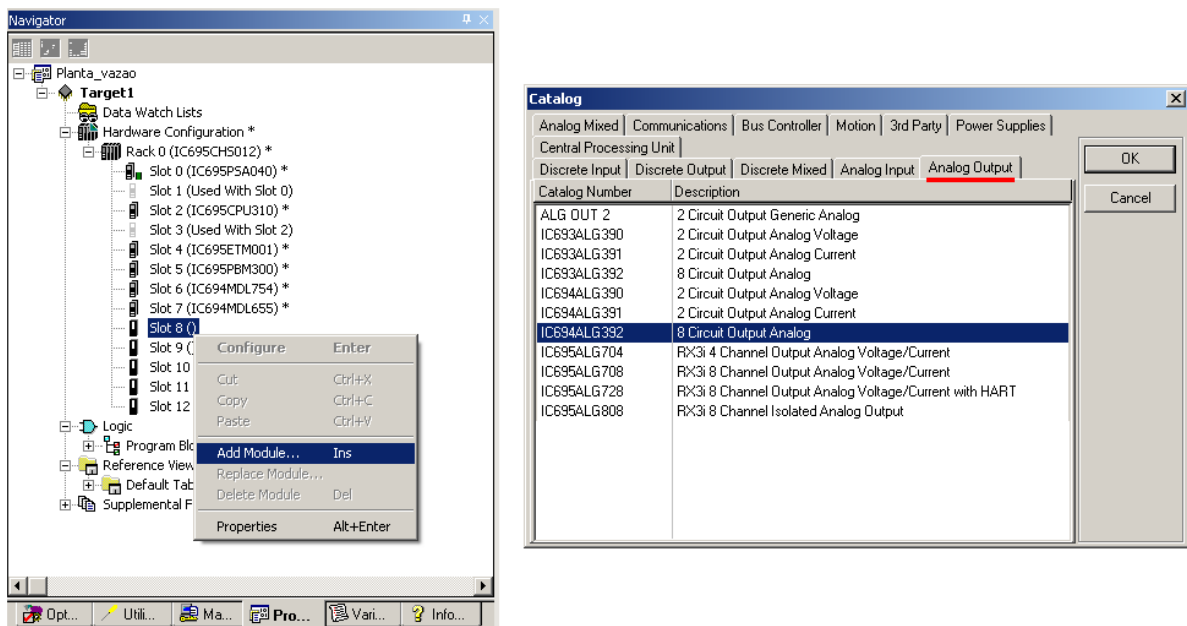 Navigator
Planta_vazao
Target1
Data Watch Lists
Hardware Configuration *
Rack 0 (IC695CHS012) *
Slot 0 (IC695PSA040) *
Slot 1 (Used With Slot 0)
Slot 2 (IC695CPU310) *
Slot 3 (Used With Slot 2)
Slot 4 (IC695ETM001) *
Slot 5 (IC695PBM300) *
Slot 6 (IC694MDL754) *
Slot 7 (IC694MDL655) *
Slot 8 ()
Slot 9 (
Slot 10
Slot 11
Slot 12
Logic
Program Blo
Reference View
Default Tab
Supplemental F
Configure Enter
Cut Ctrl+X
Copy Ctrl+C
Paste Ctrl+V
Add Module... Ins
Replace Module...
Delete Module Del
Properties Alt+Enter
Opt... Utili... Ma... Pro... Vari... Info...
Catalog
Analog Mixed Communications Bus Controller Motion 3rd Party Power Supplies
Central Processing Unit
Discrete Input Discrete Output Discrete Mixed Analog Input Analog Output
Catalog Number Description
ALG OUT 2 2 Circuit Output Generic Analog
IC693ALG390 2 Circuit Output Analog Voltage
IC693ALG391 2 Circuit Output Analog Current
IC693ALG392 8 Circuit Output Analog
IC694ALG390 2 Circuit Output Analog Voltage
IC694ALG391 2 Circuit Output Analog Current
IC694ALG392 8 Circuit Output Analog
IC695ALG704 RX3i 4 Channel Output Analog Voltage/Current
IC695ALG708 RX3i 8 Channel Output Analog Voltage/Current
IC695ALG728 RX3i 8 Channel Output Analog Voltage/Current with HART
IC695ALG808 RX3i 8 Channel Isolated Analog Output
OK
Cancel